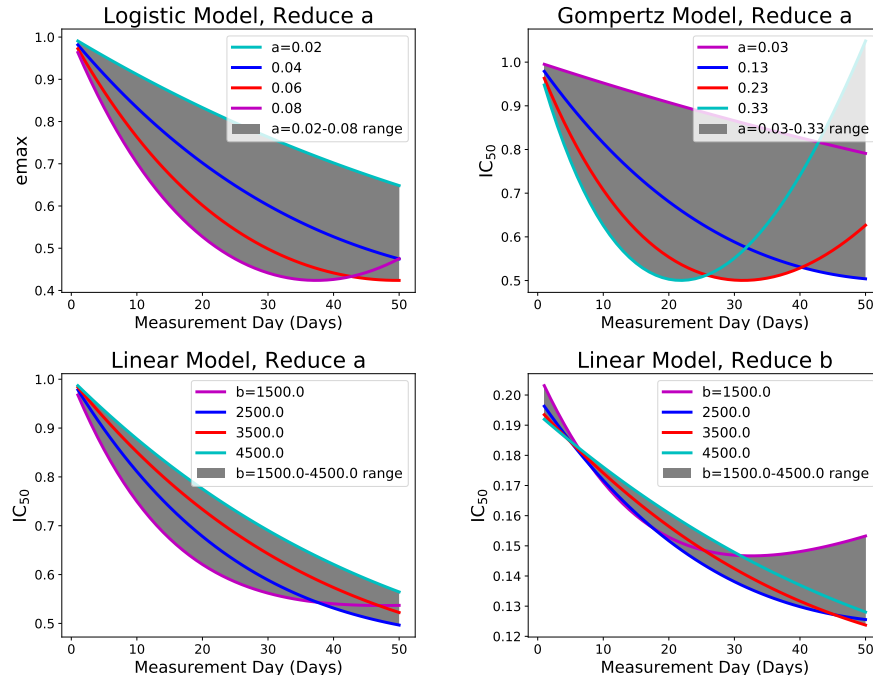 Logistic Model, Reduce a
1.0
0.9
0.8
0.7
0.6
0.5
0.4
emax
a=0.02
0.04
0.06
0.08
a=0.02-0.08 range
0 10 20 30 40 50
Measurement Day (Days)
Gompertz Model, Reduce a
1.0
0.9
0.8
0.7
0.6
0.5
IC50
a=0.03
0.13
0.23
0.33
a=0.03-0.33 range
0 10 20 30 40 50
Measurement Day (Days)
Linear Model, Reduce a
1.0
0.9
0.8
0.7
0.6
0.5
IC50
b=1500.0
2500.0
3500.0
4500.0
b=1500.0-4500.0 range
0 10 20 30 40 50
Measurement Day (Days)
Linear Model, Reduce b
0.20
0.19
0.18
0.17
0.16
0.15
0.14
0.13
0.12
IC50
b=1500.0
2500.0
3500.0
4500.0
b=1500.0-4500.0 range
0 10 20 30 40 50
Measurement Day (Days)